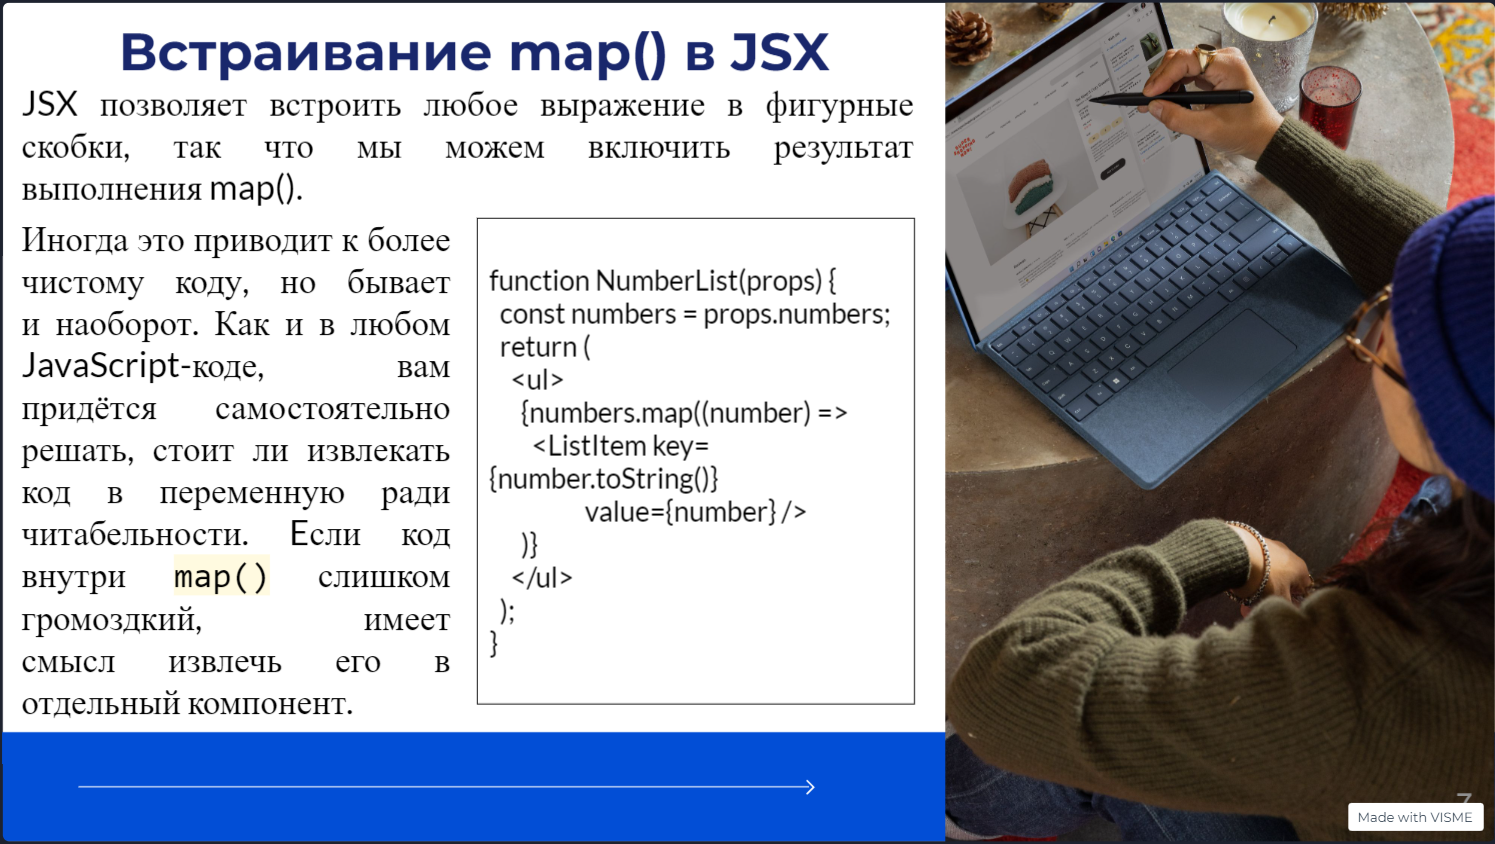 Встраивание map() в JSX
JSX позволяет встроить любое выражение в фигурные
скобки, так что мы можем включить результат
выполнения map().
Иногда это приводит к более
чистому коду, но бывает
и наоборот. Как и в любом
JavaScript-коде, вам
придётся самостоятельно
решать, стоит ли извлекать
код в переменную ради
читабельности. Если код
внутри map() слишком
громоздкий, имеет
смысл извлечь его в
отдельный компонент.
function NumberList(props) {
const numbers = props.numbers;
return (
<ul>
{numbers.map((number) =>
<ListItem key=
{number.toString()}
value={number} />
)}
</ul>
);
}
Made with VISME